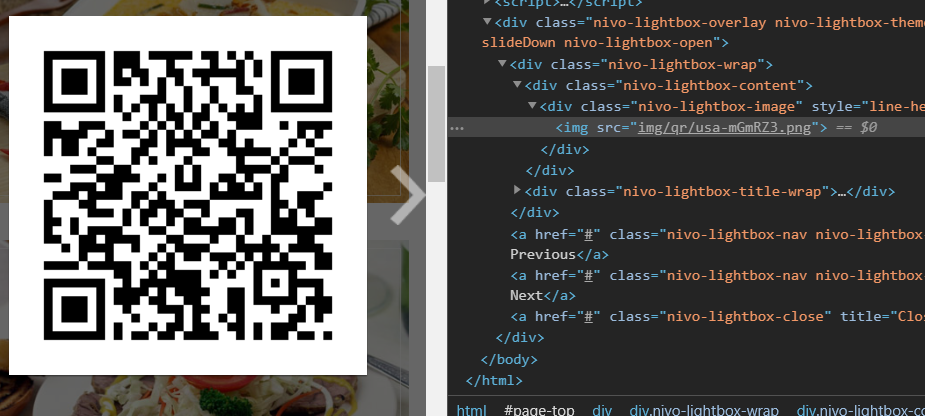 <script>…</script>
<div class="nivo-lightbox-overlay nivo-lightbox-theme
slideDown nivo-lightbox-open">
<div class="nivo-lightbox-wrap">
<div class="nivo-lightbox-content">
<div class="nivo-lightbox-image" style="line-he
… <img src="img/qr/usa-mGmRZ3.png"> == $0
</div>
</div>
<div class="nivo-lightbox-title-wrap">…</div>
</div>
<a href="#" class="nivo-lightbox-nav nivo-lightbox
Previous</a>
<a href="#" class="nivo-lightbox-nav nivo-lightbox
Next</a>
<a href="#" class="nivo-lightbox-close" title="Clos
</div>
</body>
</html>
html #page-top div div.nivo-lightbox-wrap div.nivo-lightbox-co